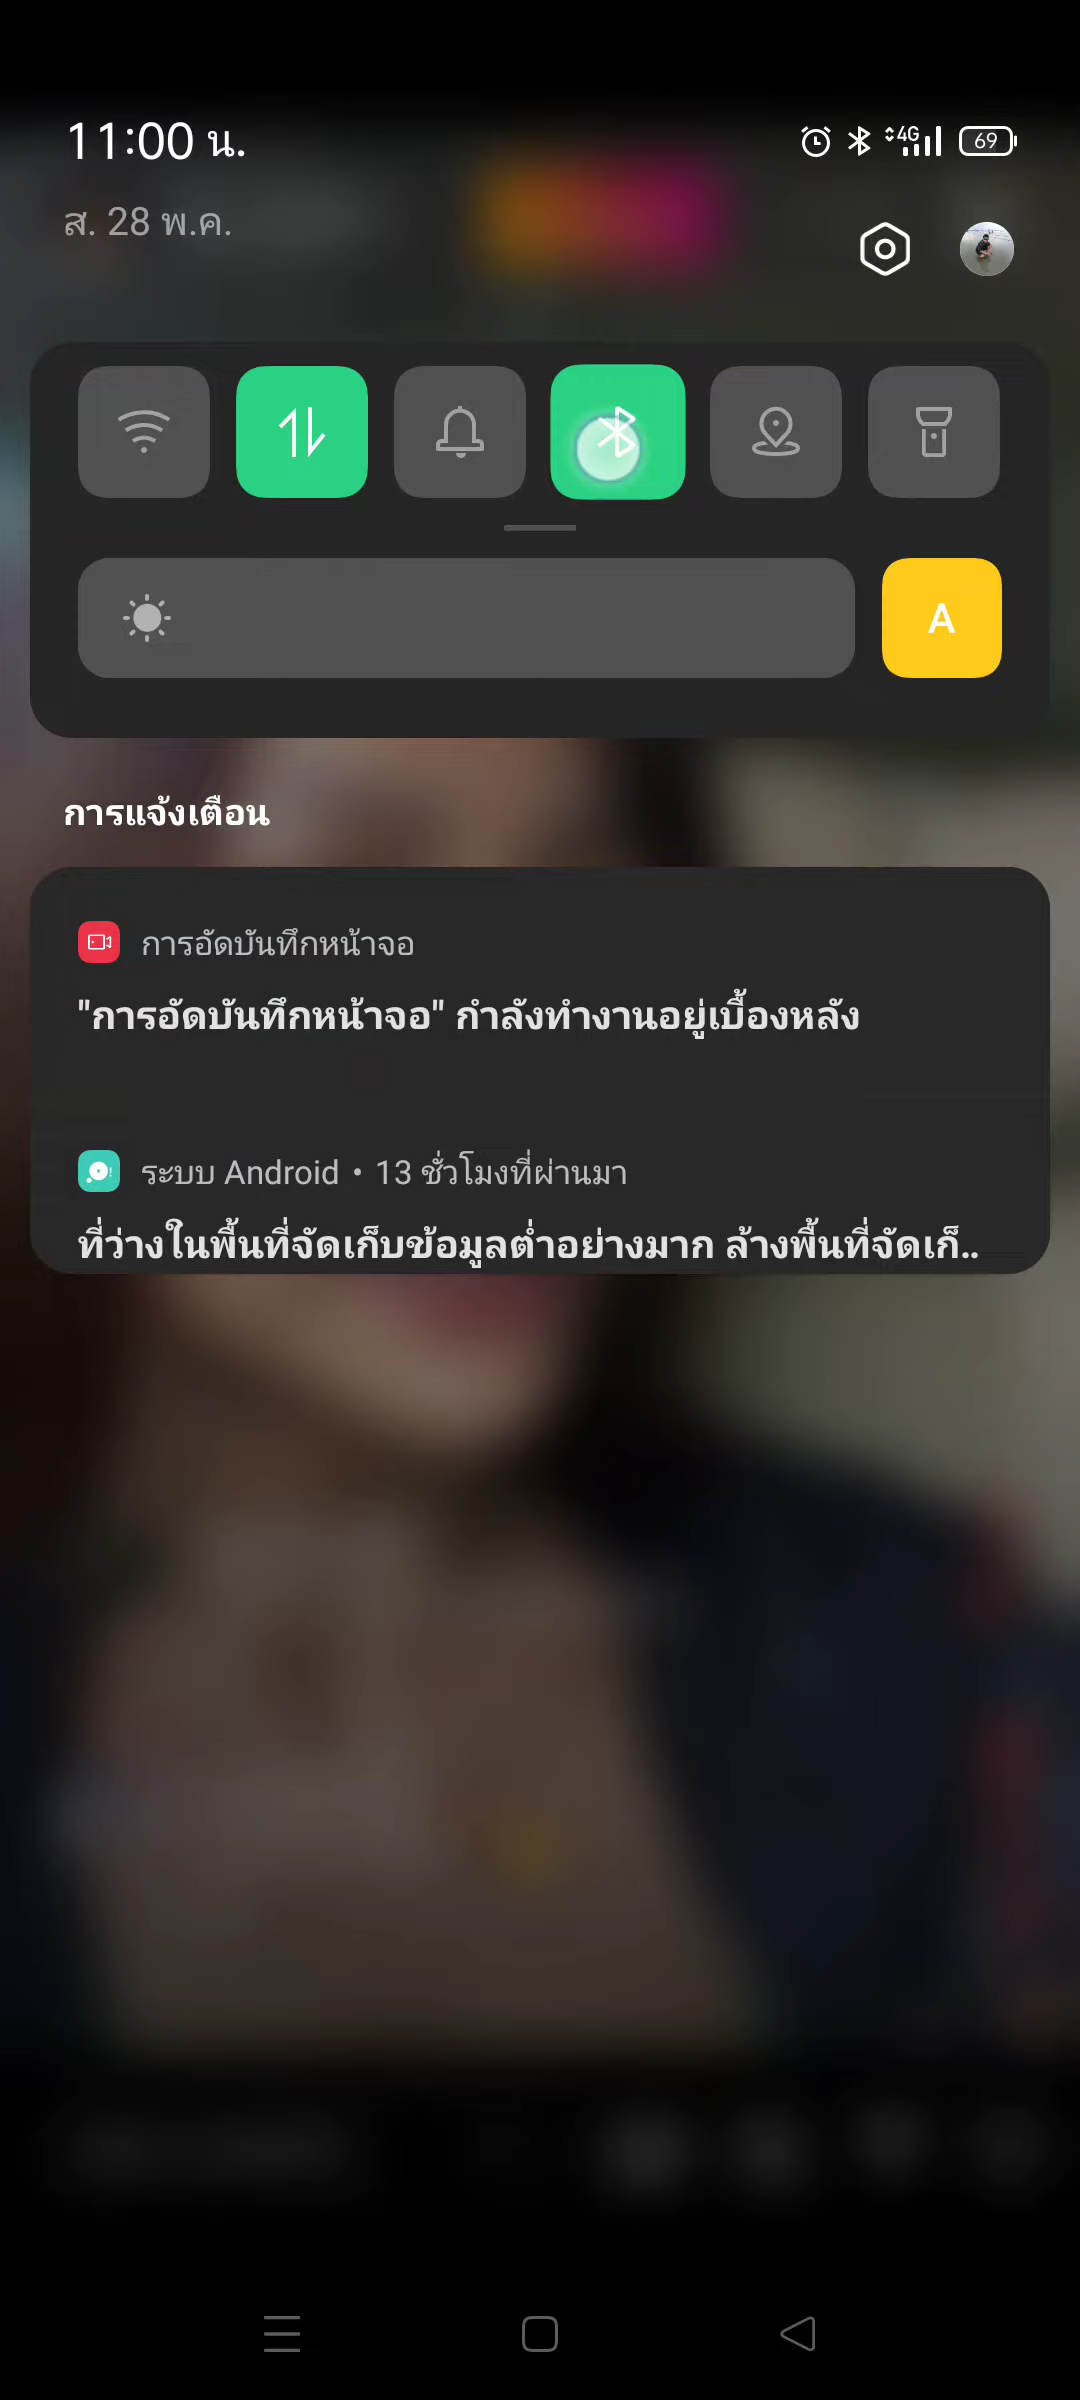 11:00 น.
4G
69
ส. 28 พ.ค.
A
การแจ้งเตือน
การอัดบันทึกหน้าจอ
"การอัดบันทึกหน้าจอ" กำลังทำงานอยู่เบื้องหลัง
ระบบ Android • 13 ชั่วโมงที่ผ่านมา
ที่ว่างในพื้นที่จัดเก็บข้อมูลต่ำอย่างมาก ล้างพื้นที่จัดเก็..